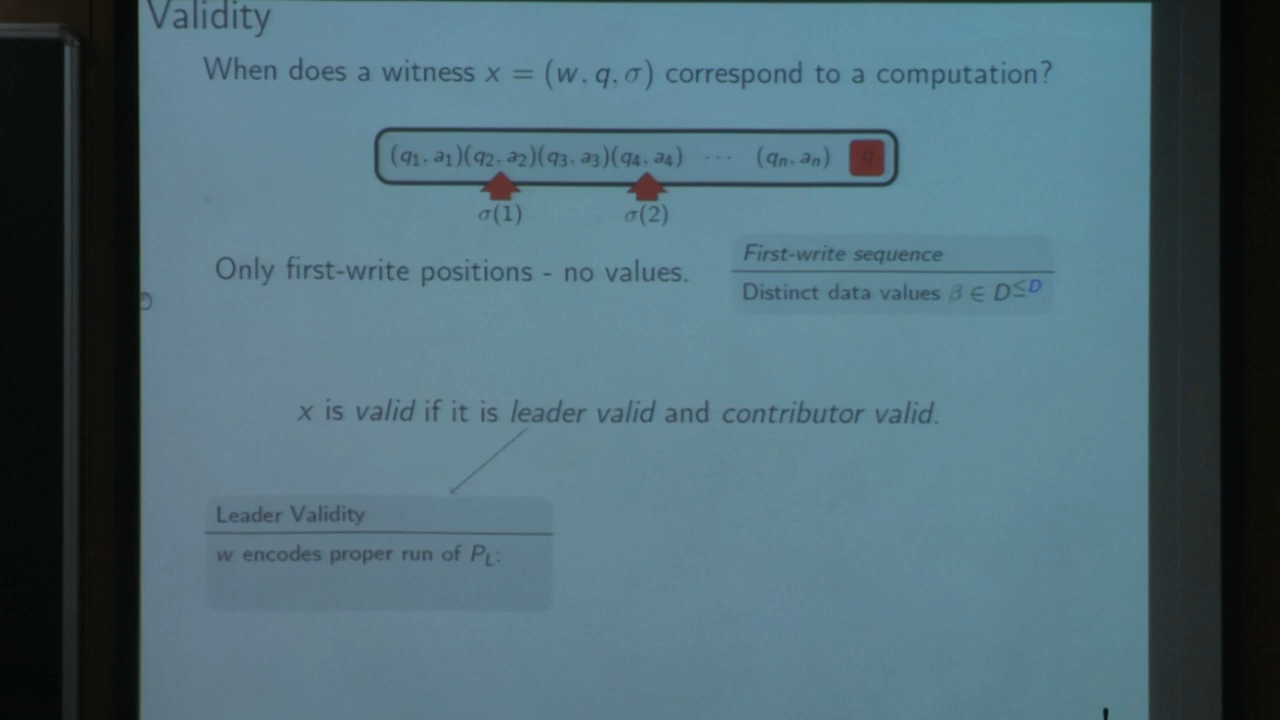 Validity
When does a witness x = (w, q, σ) correspond to a computation?
(q₁, a₁)(q₂, a₂)(q₃, a₃)(q₄, a₄) ⋯ (qₙ, aₙ) q
σ(1) σ(2)
Only first-write positions - no values.
First-write sequence
Distinct data values β ∈ D^≤D
x is valid if it is leader valid and contributor valid.
Leader Validity
w encodes proper run of P_L: